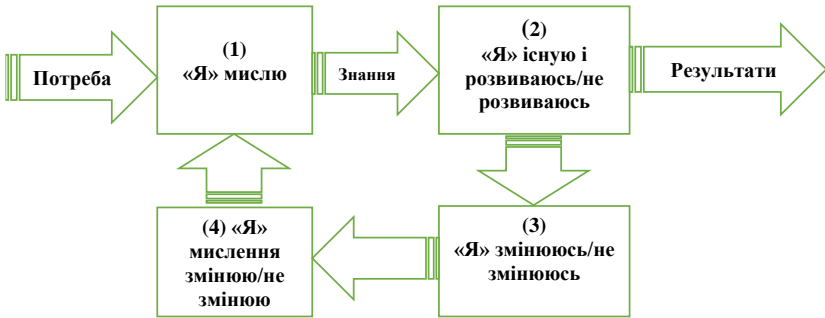 Потреба
(1)
«Я» мислю
Знання
(2)
«Я» існую і
розвиваюсь/не
розвиваюсь
Результати
(3)
«Я» змінююсь/не
змінююсь
(4) «Я»
мислення
змінюю/не
змінюю